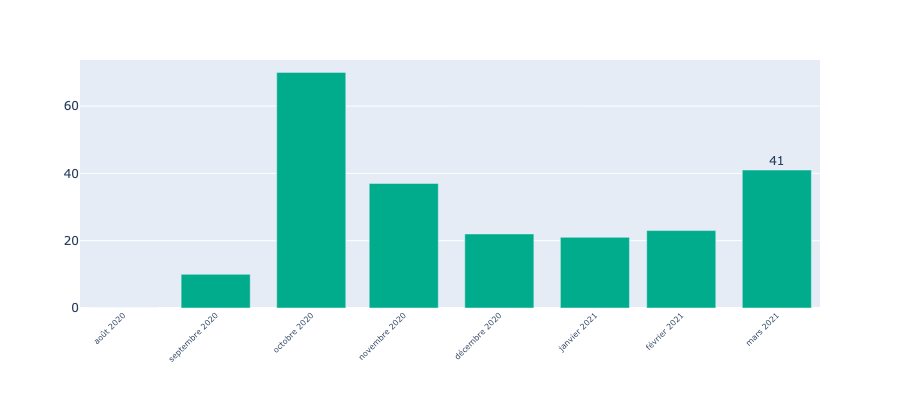 60
40
20
0
41
août 2020
septembre 2020
octobre 2020
novembre 2020
décembre 2020
janvier 2021
février 2021
mars 2021